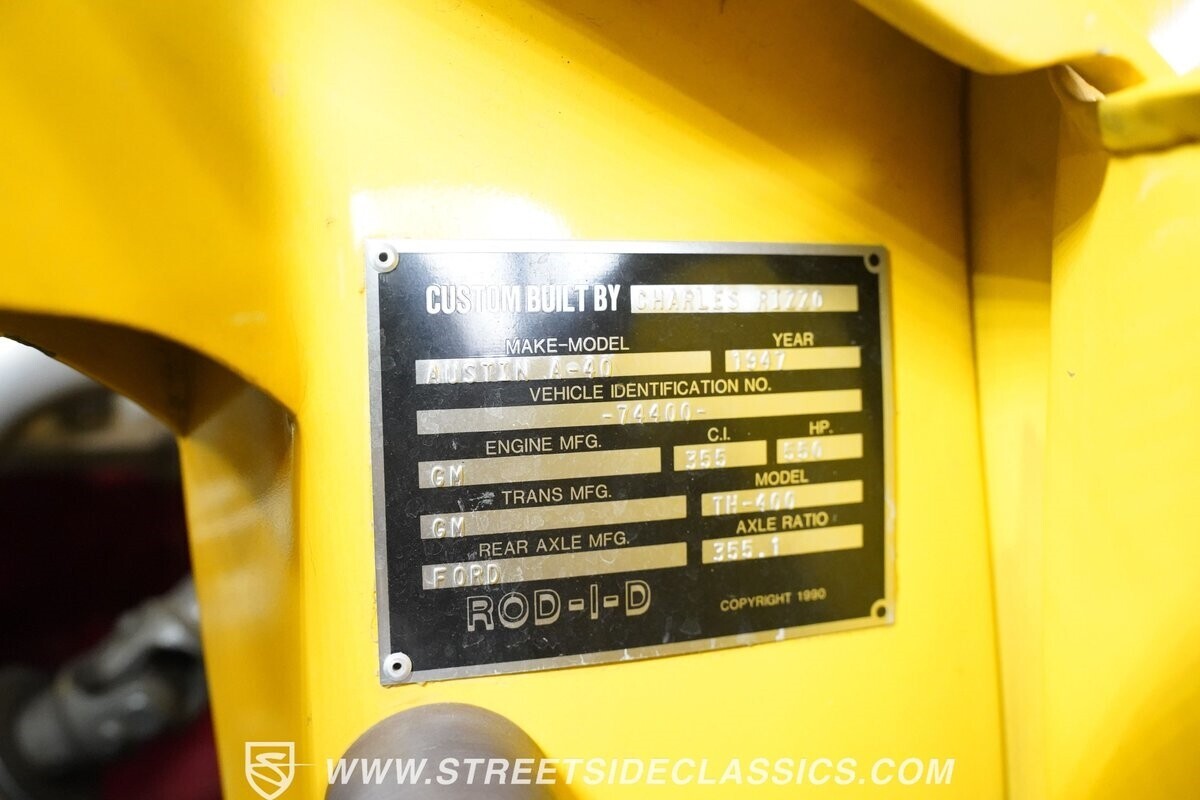 CUSTOM BUILT BY CHARLES RIZZO
MAKE-MODEL YEAR
AUSTIN A-40 1947
VEHICLE IDENTIFICATION NO.
-74400-
ENGINE MFG. C.I. HP.
GM 355 550
TRANS MFG. MODEL
GM TH-400
REAR AXLE MFG. AXLE RATIO
FORD 355.1
ROD-I-D COPYRIGHT 1990
WWW.STREETSIDECLASSICS.COM